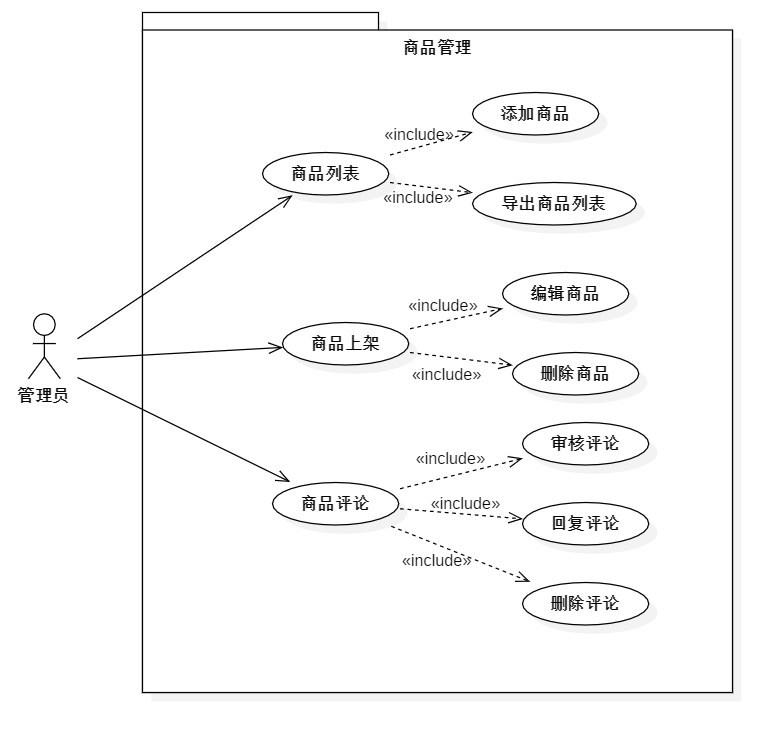 商品管理
添加商品
«include»
商品列表
«include»
导出商品列表
编辑商品
«include»
商品上架
«include»
删除商品
管理员
审核评论
«include»
商品评论
«include»
回复评论
«include»
删除评论